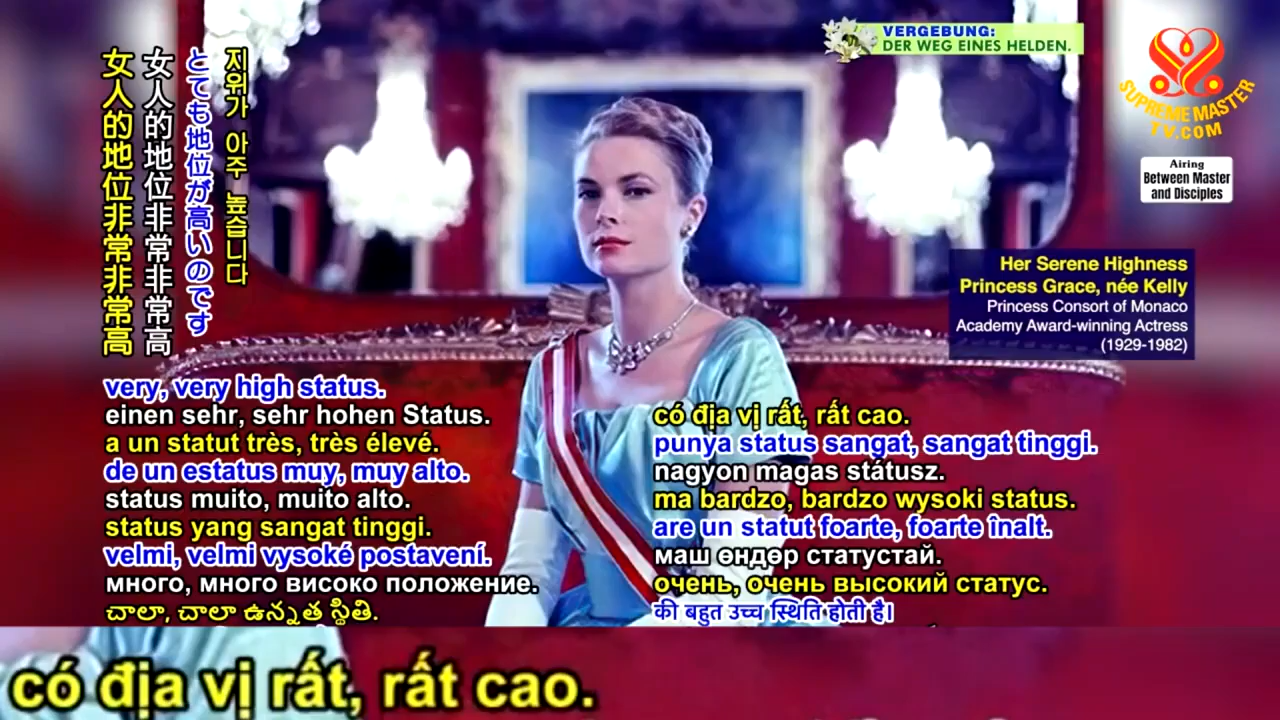 VERGEBUNG:
DER WEG EINES HELDEN.
SUPREME MASTER
TV.COM
Airing
Between Master
and Disciples
지위가 아주 높습니다
とても地位が高いのです
女人的地位非常非常高
女人的地位非常非常高
Her Serene Highness
Princess Grace, née Kelly
Princess Consort of Monaco
Academy Award-winning Actress
(1929-1982)
very, very high status.
einen sehr, sehr hohen Status.
a un statut très, très élevé.
de un estatus muy, muy alto.
status muito, muito alto.
status yang sangat tinggi.
velmi, velmi vysoké postavení.
много, много високо положение.
చాలా, చాలా ఉన్నత స్థితి.
có địa vị rất, rất cao.
punya status sangat, sangat tinggi.
nagyon magas státusz.
ma bardzo, bardzo wysoki status.
are un statut foarte, foarte înalt.
маш өндөр статустай.
очень, очень высокий статус.
की बहुत उच्च स्थिति होती है।
có địa vị rất, rất cao.